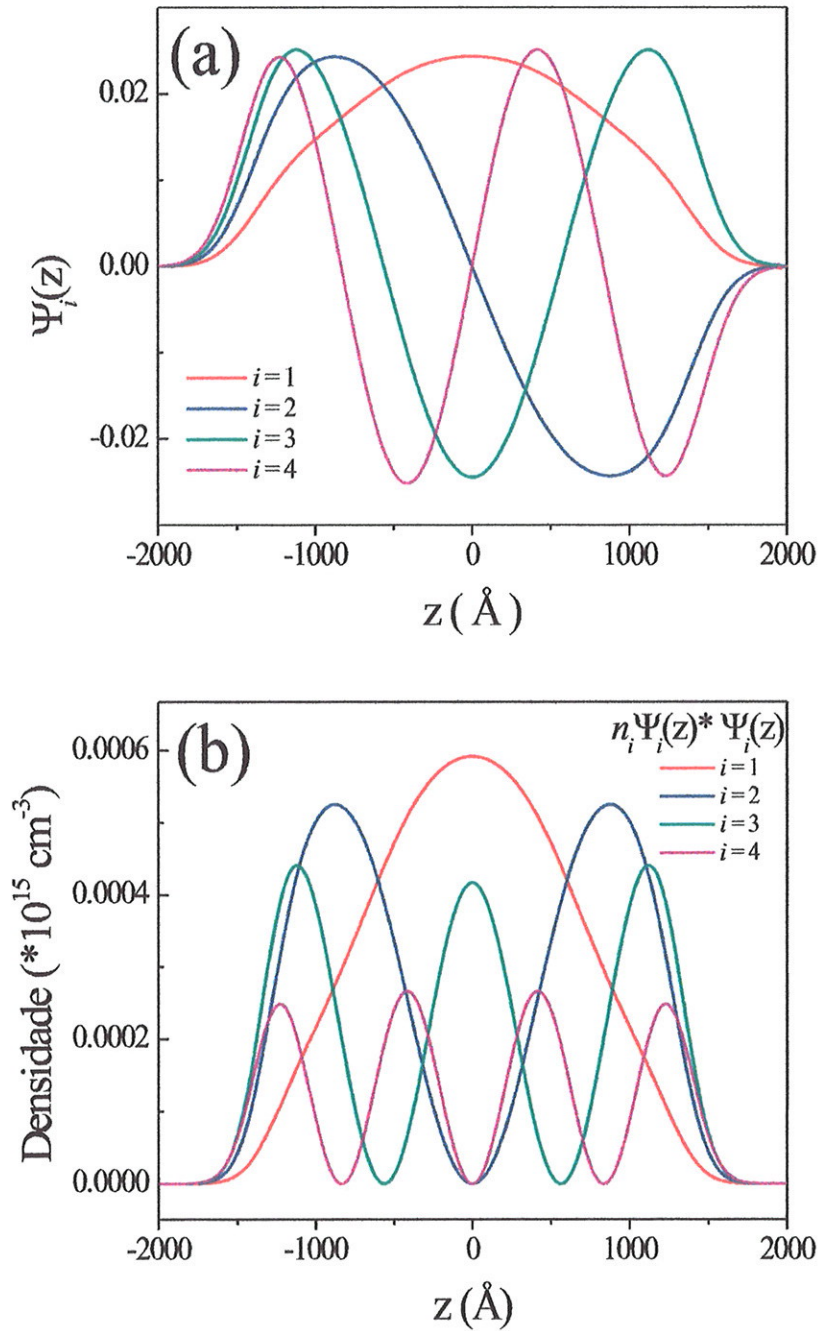 (a)
0.02
0.00
-0.02
Ψi(z)
i=1
i=2
i=3
i=4
-2000 -1000 0 1000 2000
z ( Å )
(b)
niΨi(z)* Ψi(z)
i=1
i=2
i=3
i=4
0.0006
0.0004
0.0002
0.0000
Densidade (*10^15 cm^-3)
-2000 -1000 0 1000 2000
z (Å)